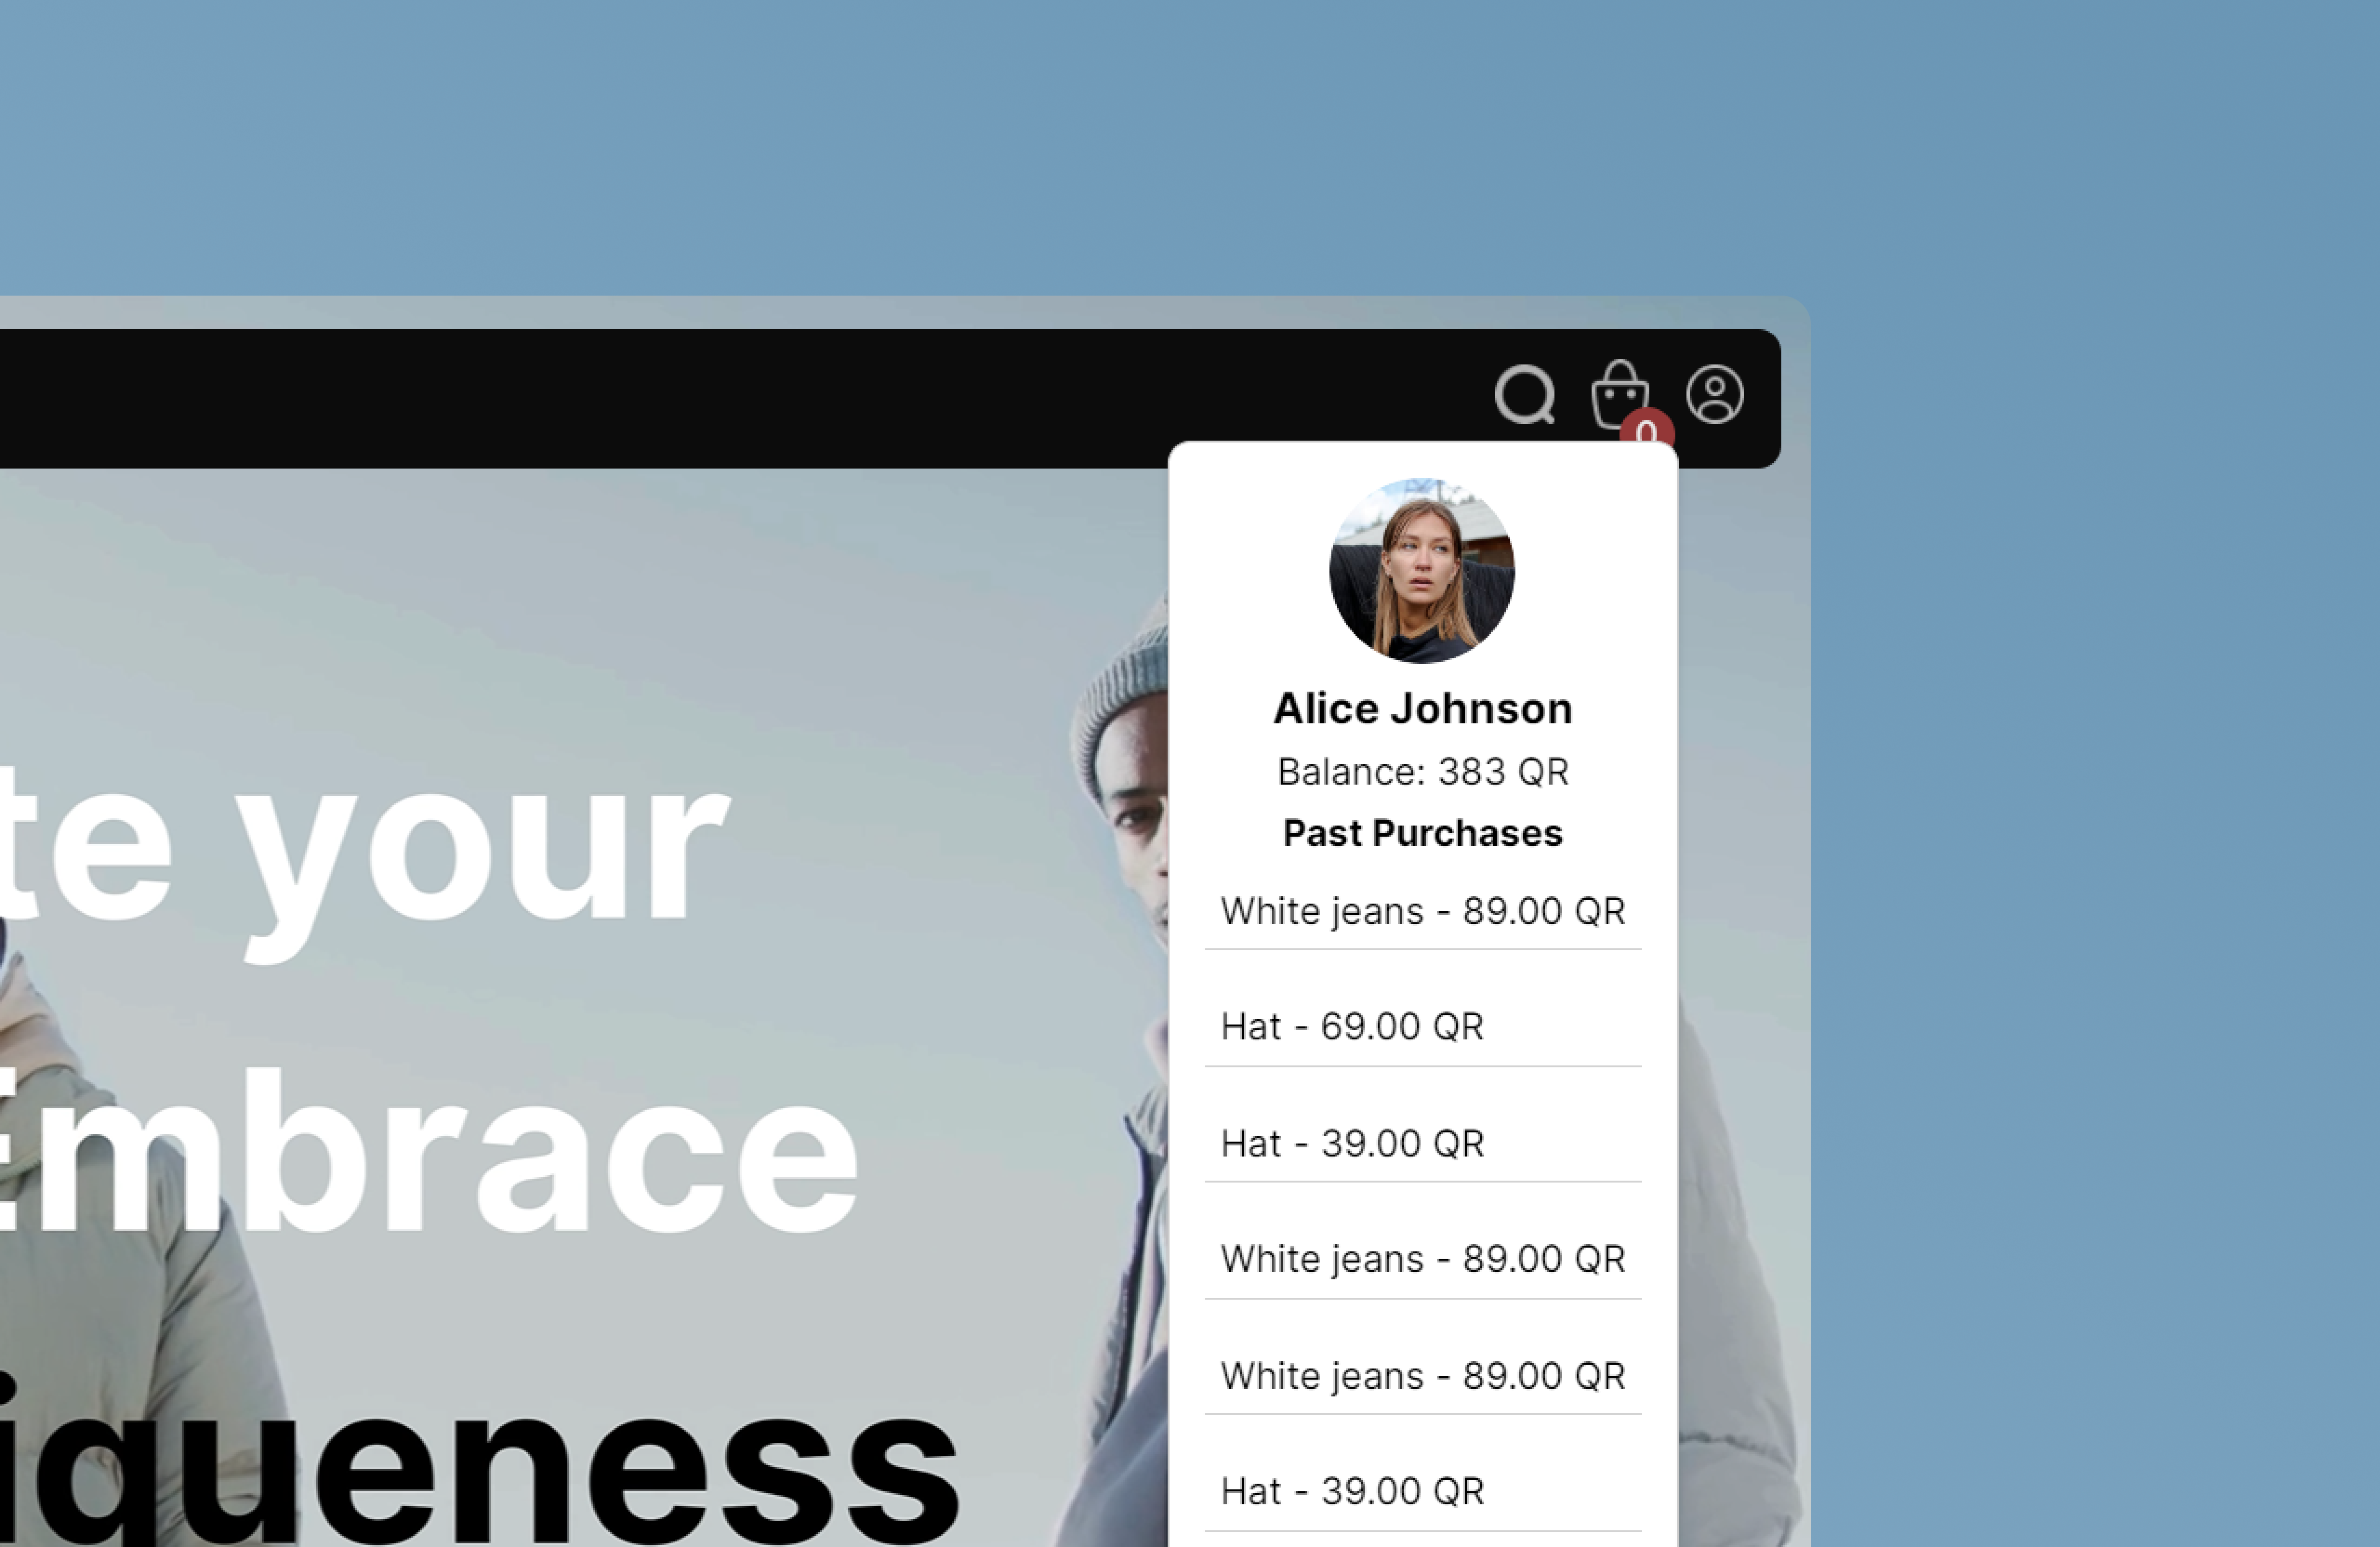 0
Alice Johnson
Balance: 383 QR
Past Purchases
White jeans - 89.00 QR
Hat - 69.00 QR
Hat - 39.00 QR
White jeans - 89.00 QR
White jeans - 89.00 QR
Hat - 39.00 QR
te your
Embrace
iqueness